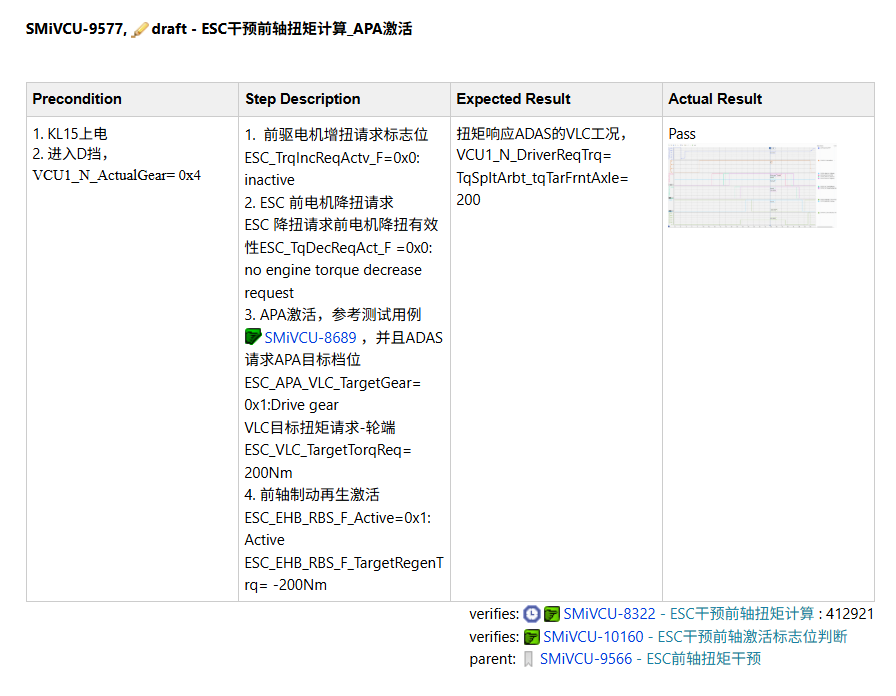 SMiVCU-9577, draft - ESC干预前轴扭矩计算_APA激活
Precondition
Step Description
Expected Result
Actual Result
1. KL15上电
2. 进入D挡，
VCU1_N_ActualGear= 0x4
1. 前驱电机增扭请求标志位
ESC_TrqIncReqActv_F=0x0:
inactive
2. ESC 前电机降扭请求
ESC 降扭请求前电机降扭有效
性ESC_TqDecReqAct_F =0x0:
no engine torque decrease
request
3. APA激活，参考测试用例
SMiVCU-8689 ，并且ADAS
请求APA目标档位
ESC_APA_VLC_TargetGear=
0x1:Drive gear
VLC目标扭矩请求-轮端
ESC_VLC_TargetTorqReq=
200Nm
4. 前轴制动再生激活
ESC_EHB_RBS_F_Active=0x1:
Active
ESC_EHB_RBS_F_TargetRegenT
rq= -200Nm
扭矩响应ADAS的VLC工况，
VCU1_N_DriverReqTrq=
TqSpltArbt_tqTarFrntAxle=
200
Pass
verifies: SMiVCU-8322 - ESC干预前轴扭矩计算 : 412921
verifies: SMiVCU-10160 - ESC干预前轴激活标志位判断
parent: SMiVCU-9566 - ESC前轴扭矩干预